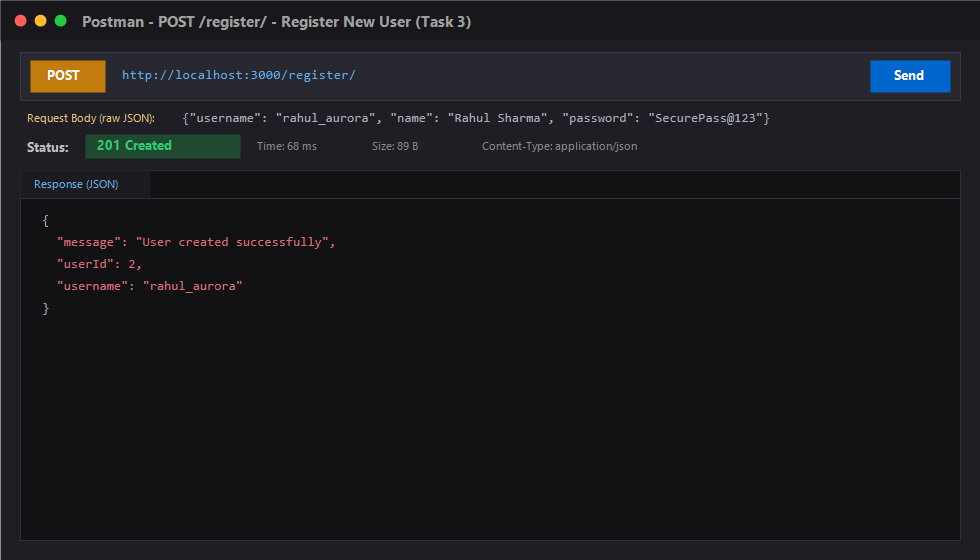 Postman - POST /register/ - Register New User (Task 3)
POST http://localhost:3000/register/ Send
Request Body (raw JSON): {"username": "rahul_aurora", "name": "Rahul Sharma", "password": "SecurePass@123"}
Status: 201 Created Time: 68 ms Size: 89 B Content-Type: application/json
Response (JSON)
{
"message": "User created successfully",
"userId": 2,
"username": "rahul_aurora"
}